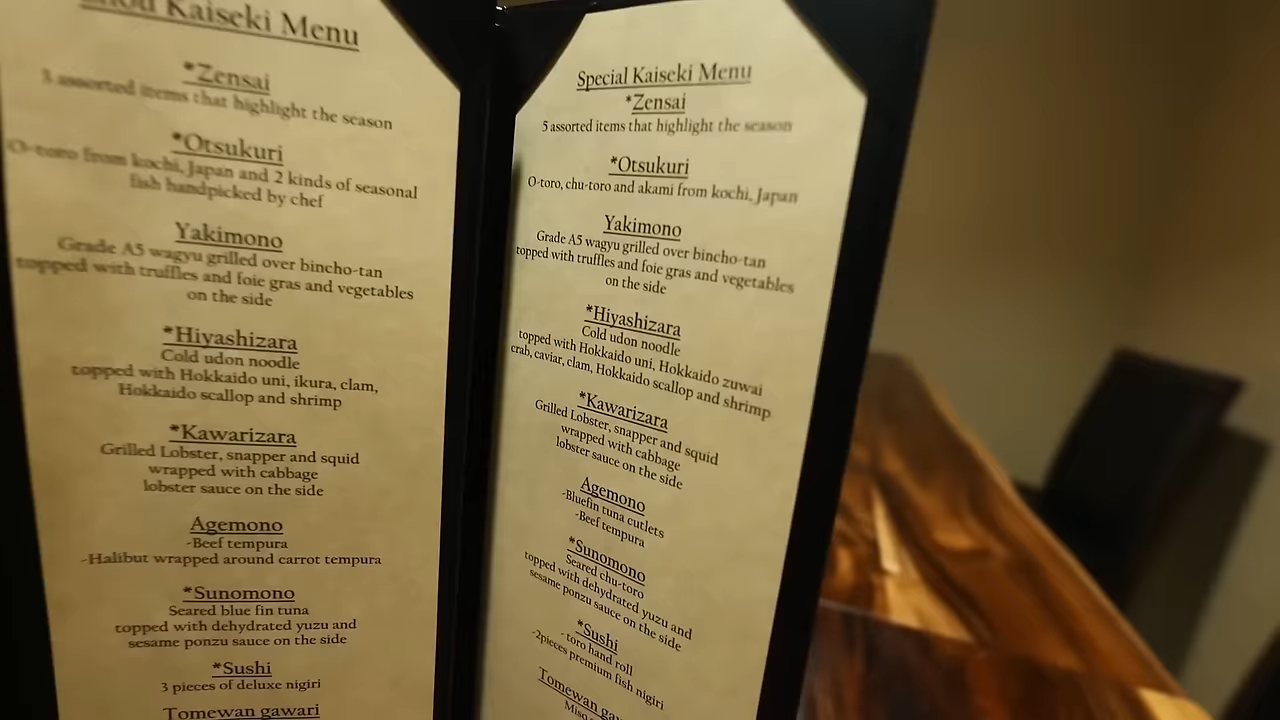 Kaiseki Menu
*Zensai
5 assorted items that highlight the season
*Otsukuri
O-toro from kochi, Japan and 2 kinds of seasonal
fish handpicked by chef
Yakimono
Grade A5 wagyu grilled over bincho-tan
topped with truffles and foie gras and vegetables
on the side
*Hiyashizara
Cold udon noodle
topped with Hokkaido uni, ikura, clam,
Hokkaido scallop and shrimp
*Kawarizara
Grilled Lobster, snapper and squid
wrapped with cabbage
lobster sauce on the side
Agemono
-Beef tempura
-Halibut wrapped around carrot tempura
*Sunomono
Seared blue fin tuna
topped with dehydrated yuzu and
sesame ponzu sauce on the side
*Sushi
3 pieces of deluxe nigiri
Tomewan gawari
Special Kaiseki Menu
*Zensai
5 assorted items that highlight the season
*Otsukuri
O-toro, chu-toro and akami from kochi, Japan
Yakimono
Grade A5 wagyu grilled over bincho-tan
topped with truffles and foie gras and vegetables
on the side
*Hiyashizara
Cold udon noodle
topped with Hokkaido uni, Hokkaido zuwai
crab, caviar, clam, Hokkaido scallop and shrimp
*Kawarizara
Grilled Lobster, snapper and squid
wrapped with cabbage
lobster sauce on the side
Agemono
-Bluefin tuna cutlets
-Beef tempura
*Sunomono
Seared chu-toro
topped with dehydrated yuzu and
sesame ponzu sauce on the side
*Sushi
- toro hand roll
-2pieces premium fish nigiri
Tomewan
Miso